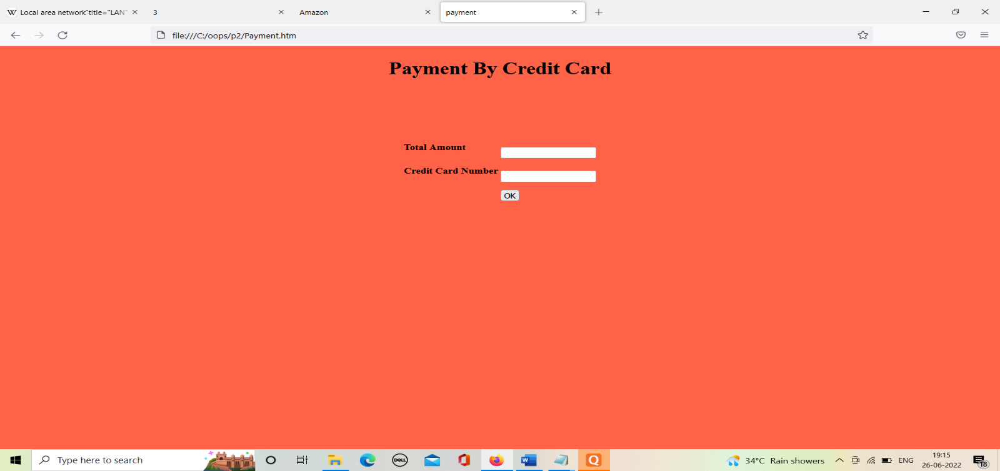 Local area network"title="LAN"
3
Amazon
payment
file:///C:/oops/p2/Payment.htm
Payment By Credit Card
Total Amount
Credit Card Number
OK
Type here to search
DELL
W
Q
34°C Rain showers
ENG
19:15
26-06-2022
18